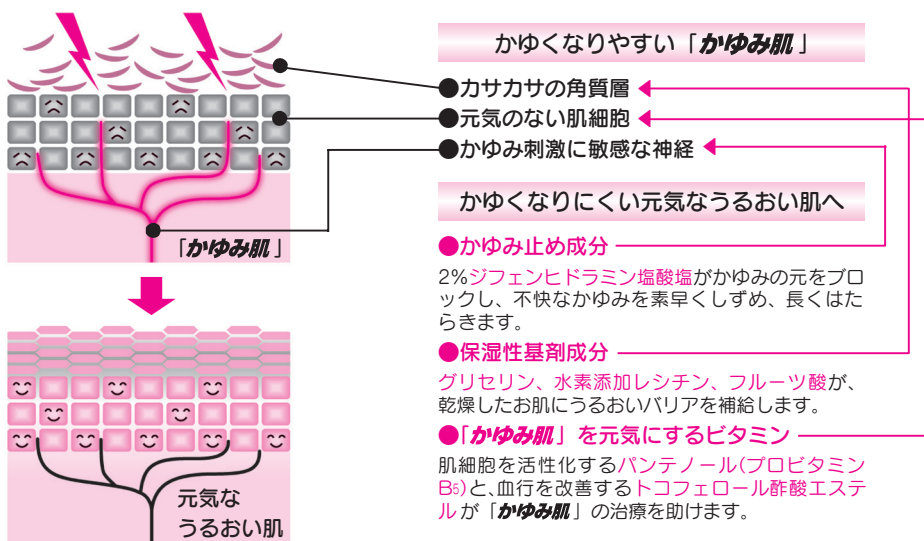 かゆくなりやすい「かゆみ肌」
●カサカサの角質層
●元気のない肌細胞
●かゆみ刺激に敏感な神経
「かゆみ肌」
かゆくなりにくい元気なうるおい肌へ
●かゆみ止め成分
2%ジフェンヒドラミン塩酸塩がかゆみの元をブロ
ックし、不快なかゆみを素早くしずめ、長くはた
らきます。
●保湿性基剤成分
グリセリン、水素添加レシチン、フルーツ酸が、
乾燥したお肌にうるおいバリアを補給します。
●「かゆみ肌」を元気にするビタミン
肌細胞を活性化するパンテノール(プロビタミン
B5)と、血行を改善するトコフェロール酢酸エステ
ルが「かゆみ肌」の治療を助けます。
元気な
うるおい肌